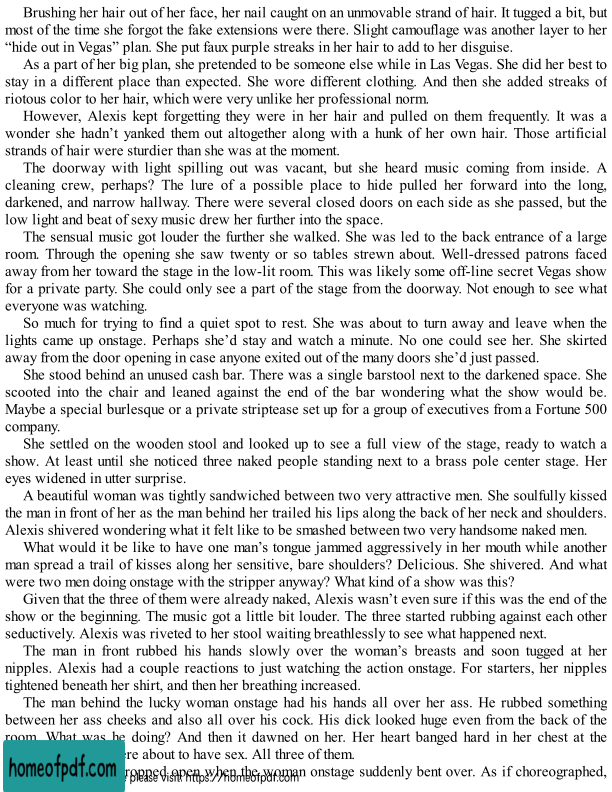 Brushing her hair out of her face, her nail caught on an unmovable strand of hair. It tugged a bit, but
most of the time she forgot the fake extensions were there. Slight camouflage was another layer to her
“hide out in Vegas” plan. She put faux purple streaks in her hair to add to her disguise.
As a part of her big plan, she pretended to be someone else while in Las Vegas. She did her best to
stay in a different place than expected. She wore different clothing. And then she added streaks of
riotous color to her hair, which were very unlike her professional norm.
However, Alexis kept forgetting they were in her hair and pulled on them frequently. It was a
wonder she hadn’t yanked them out altogether along with a hunk of her own hair. Those artificial
strands of hair were sturdier than she was at the moment.
The doorway with light spilling out was vacant, but she heard music coming from inside. A
cleaning crew, perhaps? The lure of a possible place to hide pulled her forward into the long,
darkened, and narrow hallway. There were several closed doors on each side as she passed, but the
low light and beat of sexy music drew her further into the space.
The sensual music got louder the further she walked. She was led to the back entrance of a large
room. Through the opening she saw twenty or so tables strewn about. Well-dressed patrons faced
away from her toward the stage in the low-lit room. This was likely some off-line secret Vegas show
for a private party. She could only see a part of the stage from the doorway. Not enough to see what
everyone was watching.
So much for trying to find a quiet spot to rest. She was about to turn away and leave when the
lights came up onstage. Perhaps she’d stay and watch a minute. No one could see her. She skirted
away from the door opening in case anyone exited out of the many doors she’d just passed.
She stood behind an unused cash bar. There was a single barstool next to the darkened space. She
scooted into the chair and leaned against the end of the bar wondering what the show would be.
Maybe a special burlesque or a private striptease set up for a group of executives from a Fortune 500
company.
She settled on the wooden stool and looked up to see a full view of the stage, ready to watch a
show. At least until she noticed three naked people standing next to a brass pole center stage. Her
eyes widened in utter surprise.
A beautiful woman was tightly sandwiched between two very attractive men. She soulfully kissed
the man in front of her as the man behind her trailed his lips along the back of her neck and shoulders.
Alexis shivered wondering what it felt like to be smashed between two very handsome naked men.
What would it be like to have one man’s tongue jammed aggressively in her mouth while another
man spread a trail of kisses along her sensitive, bare shoulders? Delicious. She shivered. And what
were two men doing onstage with the stripper anyway? What kind of a show was this?
Given that the three of them were already naked, Alexis wasn’t even sure if this was the end of the
show or the beginning. The music got a little bit louder. The three started rubbing against each other
seductively. Alexis was riveted to her stool waiting breathlessly to see what happened next.
The man in front rubbed his hands slowly over the woman’s breasts and soon tugged at her
nipples. Alexis had a couple reactions to just watching the action onstage. For starters, her nipples
tightened beneath her shirt, and then her breathing increased.
The man behind the lucky woman onstage had his hands all over her ass. He rubbed something
between her ass cheeks and also all over his cock. His dick looked huge even from the back of the
room. What was he doing? And then it dawned on her. Her heart banged hard in her chest at the
re about to have sex. All three of them.
ropped open when the woman onstage suddenly bent over. As if choreographed,
homeofpdf.com
please visit https://homeofpdf.com